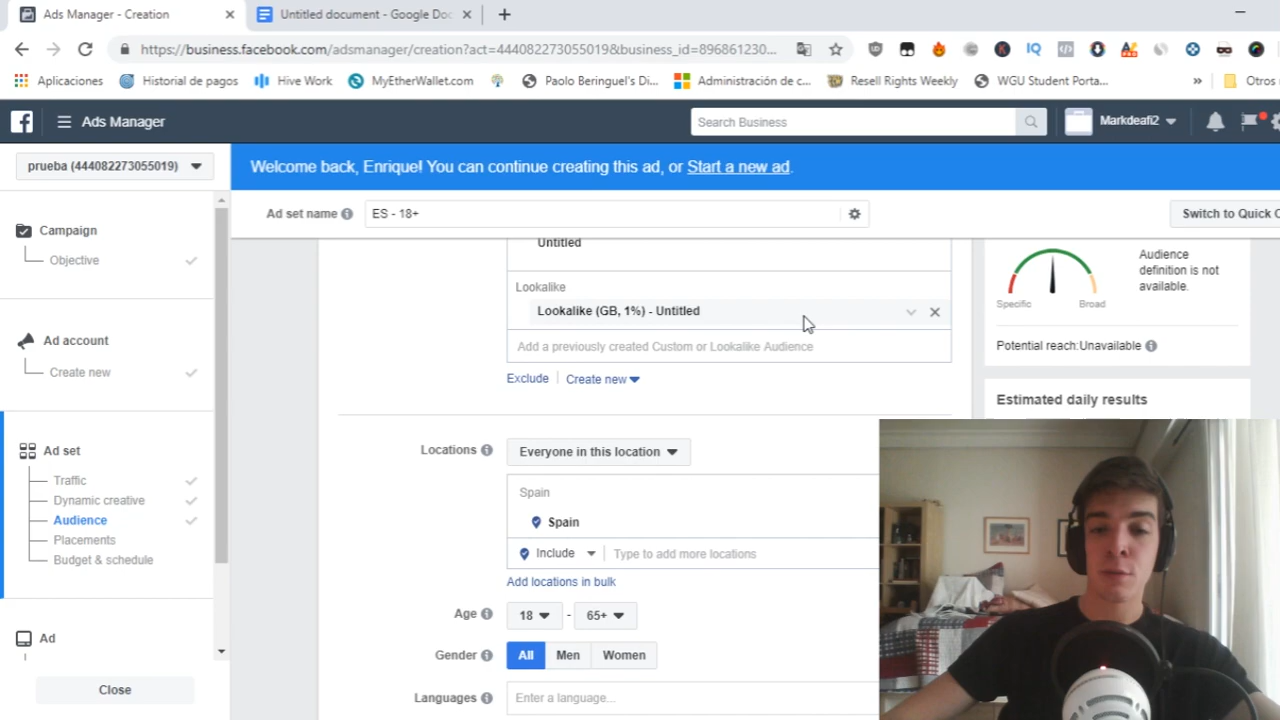 Ads Manager - Creation
Untitled document - Google Doc
https://business.facebook.com/adsmanager/creation?act=444082273055019&business_id=896861230...
Aplicaciones
Historial de pagos
Hive Work
MyEtherWallet.com
Paolo Beringuel's Di...
Administración de c...
Resell Rights Weekly
WGU Student Porta...
»
Otros
Ads Manager
Search Business
Markdeafi2
prueba (444082273055019)
Welcome back, Enrique! You can continue creating this ad, or Start a new ad.
Ad set name
ES - 18+
Switch to Quick C
Campaign
Objective
Ad account
Create new
Ad set
Traffic
Dynamic creative
Audience
Placements
Budget & schedule
Ad
Close
Untitled
Lookalike
Lookalike (GB, 1%) - Untitled
Add a previously created Custom or Lookalike Audience
Exclude
Create new
Locations
Everyone in this location
Spain
Spain
Include
Type to add more locations
Add locations in bulk
Age
18 - 65+
Gender
All
Men
Women
Languages
Enter a language...
Specific
Broad
Audience
definition is not
available.
Potential reach:Unavailable
Estimated daily results